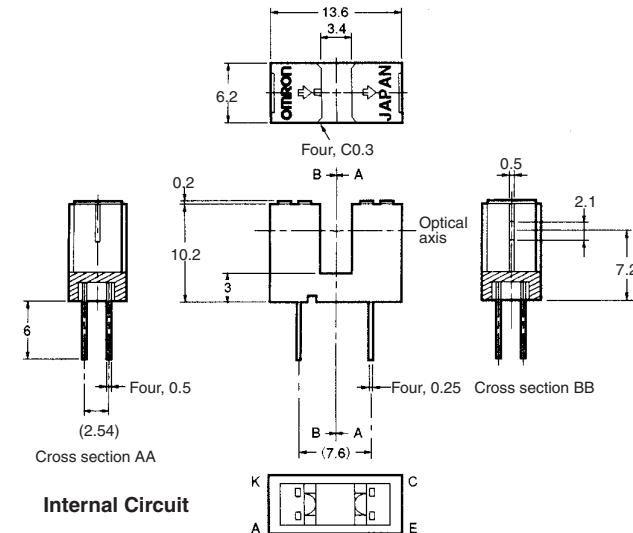 13.6
3.4
6.2
OMRON
JAPAN
Four, C0.3
B A
0.2
10.2
3
Optical
axis
0.5
2.1
7.2
6
Four, 0.5
(2.54)
Cross section AA
Four, 0.25
Cross section BB
B A
(7.6)
Internal Circuit
K C
A E